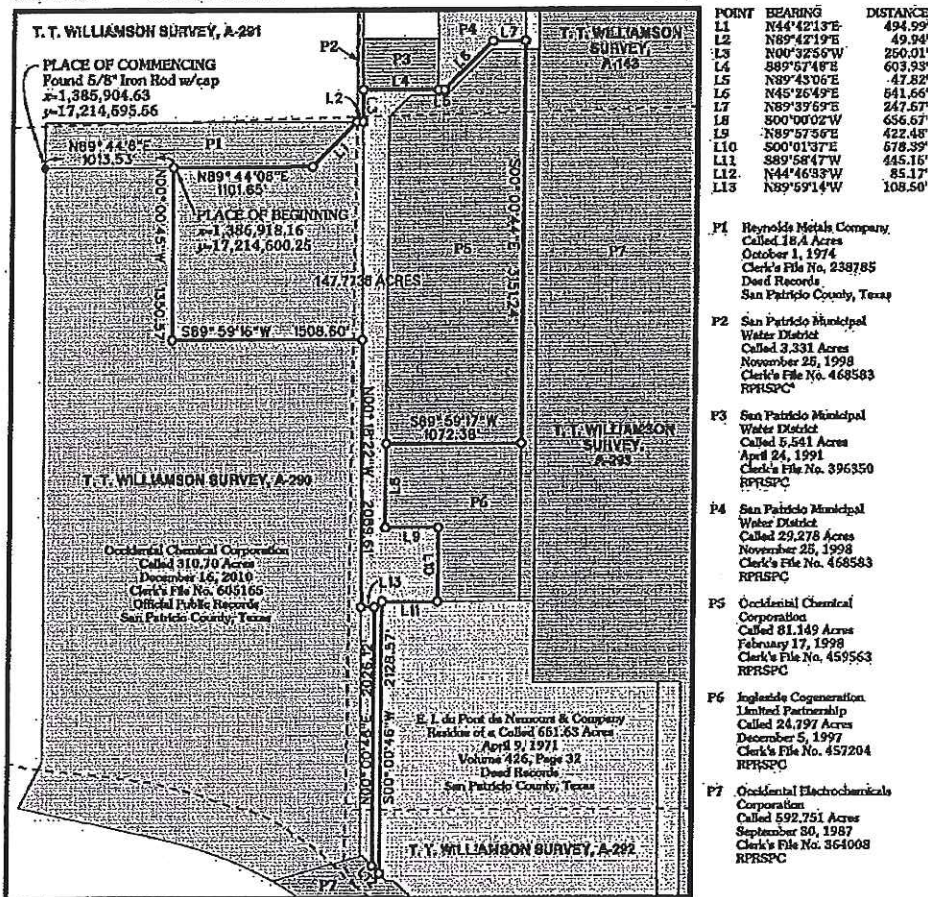 T. T. WILLIAMSON SURVEY, A-291
PLACE OF COMMENCING
Found 5/8" Iron Rod w/cap
x=1,385,904.63
y=17,214,595.56
N89°44'8"E
1013.53
P1
L2
P2
P3
L4
P4
L7
L6
L1
N89°44'08"E
1101.65'
PLACE OF BEGINNING
x=1,386,918.16
y=17,214,600.25
N00°00'45"W 1350.57
147.7736 ACRES
S89°59'16"W 1508.60'
P5
S00°00'44"E 3151.24'
P7
T. T. WILLIAMSON
SURVEY,
A-143
N00°18'22"W 2089.61'
S89°59'17"W
1072.38
L8
P6
L9
L10
L13
L11
T. T. WILLIAMSON
SURVEY,
A-293
T. T. WILLIAMSON SURVEY, A-290
Occidental Chemical Corporation
Called 310.70 Acres
December 16, 2010
Clerk's File No. 605165
Official Public Records
San Patricio County, Texas
S00°00'46"W 2128.57'
E. I. du Pont de Nemours & Company
Residue of a Called 651.63 Acres
April 9, 1971
Volume 426, Page 32
Deed Records
San Patricio County, Texas
T. T. WILLIAMSON SURVEY, A-292
P7
POINT BEARING DISTANCE
L1 N44°42'13"E 494.99'
L2 N89°42'19"E 49.94'
L3 N00°32'56"W 250.01'
L4 S89°57'48"E 603.93'
L5 N89°43'06"E 47.82'
L6 N45°26'49"E 541.66'
L7 N89°39'59"E 247.67'
L8 S00°00'02"W 656.67'
L9 N89°57'56"E 422.48'
L10 S00°01'37"E 578.39'
L11 S89°58'47"W 445.15'
L12 N44°46'33"W 85.17'
L13 N89°59'14"W 108.50'
P1 Reynolds Metals Company
Called 18.4 Acres
October 1, 1974
Clerk's File No. 238785
Deed Records
San Patricio County, Texas
P2 San Patricio Municipal
Water District
Called 3.331 Acres
November 25, 1998
Clerk's File No. 468583
RPRSPC*
P3 San Patricio Municipal
Water District
Called 5.541 Acres
April 24, 1991
Clerk's File No. 396350
RPRSPC
P4 San Patricio Municipal
Water District
Called 29.278 Acres
November 25, 1998
Clerk's File No. 468583
RPRSPC
P5 Occidental Chemical
Corporation
Called 81.149 Acres
February 17, 1998
Clerk's File No. 459563
RPRSPC
P6 Ingleside Cogeneration
Limited Partnership
Called 24.797 Acres
December 5, 1997
Clerk's File No. 457204
RPRSPC
P7 Occidental Electrochemicals
Corporation
Called 592.751 Acres
September 30, 1987
Clerk's File No. 364008
RPRSPC